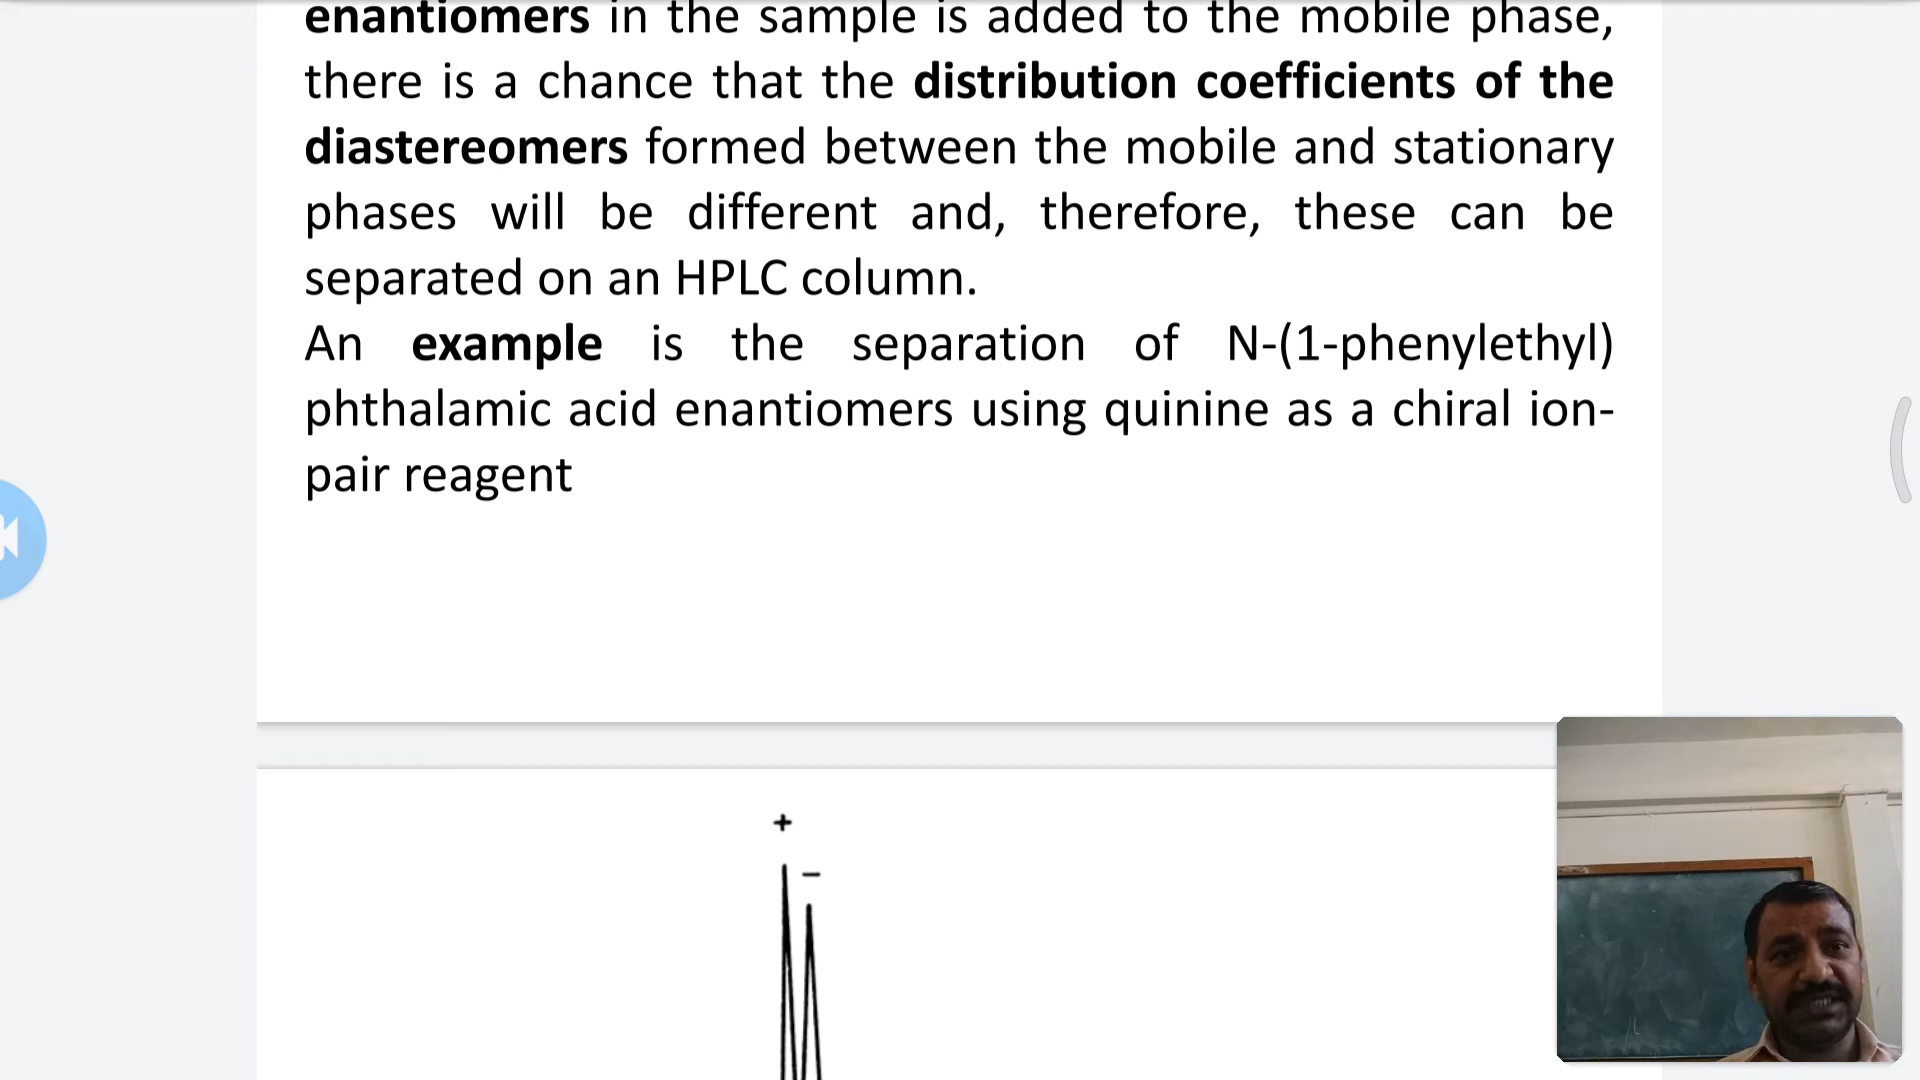 enantiomers in the sample is added to the mobile phase,
there is a chance that the distribution coefficients of the
diastereomers formed between the mobile and stationary
phases will be different and, therefore, these can be
separated on an HPLC column.
An example is the separation of N-(1-phenylethyl)
phthalamic acid enantiomers using quinine as a chiral ion-
pair reagent
+
−